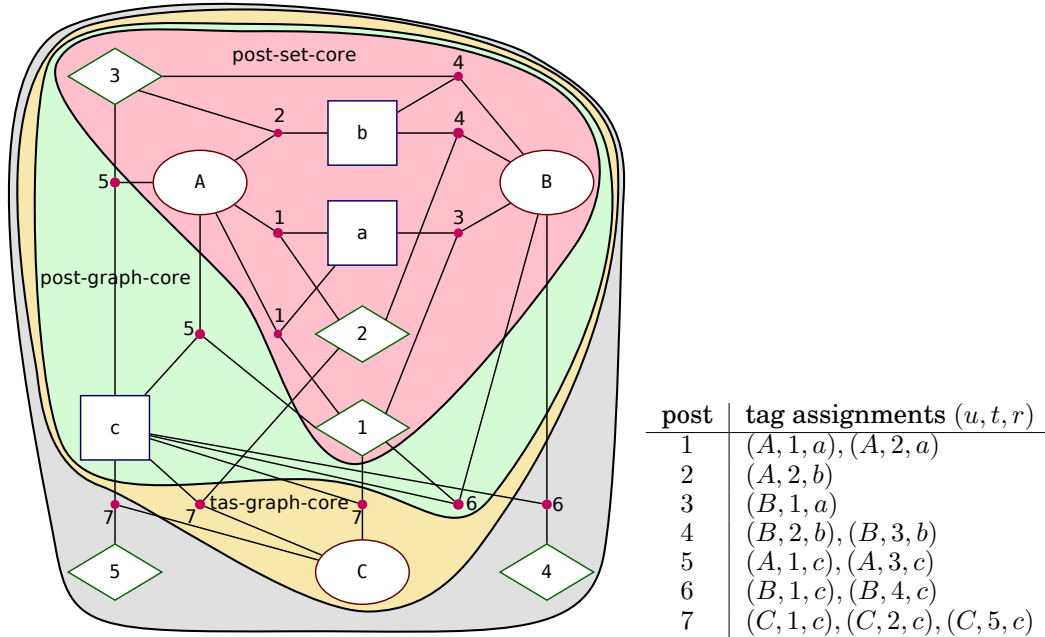 post-set-core
4
3
2
4
b
5
A
B
1
3
a
post-graph-core
1
5
2
c
1
tas-graph-core
7
7
7
6
6
5
C
4
post tag assignments (u, t, r)
1 (A, 1, a), (A, 2, a)
2 (A, 2, b)
3 (B, 1, a)
4 (B, 2, b), (B, 3, b)
5 (A, 1, c), (A, 3, c)
6 (B, 1, c), (B, 4, c)
7 (C, 1, c), (C, 2, c), (C, 5, c)